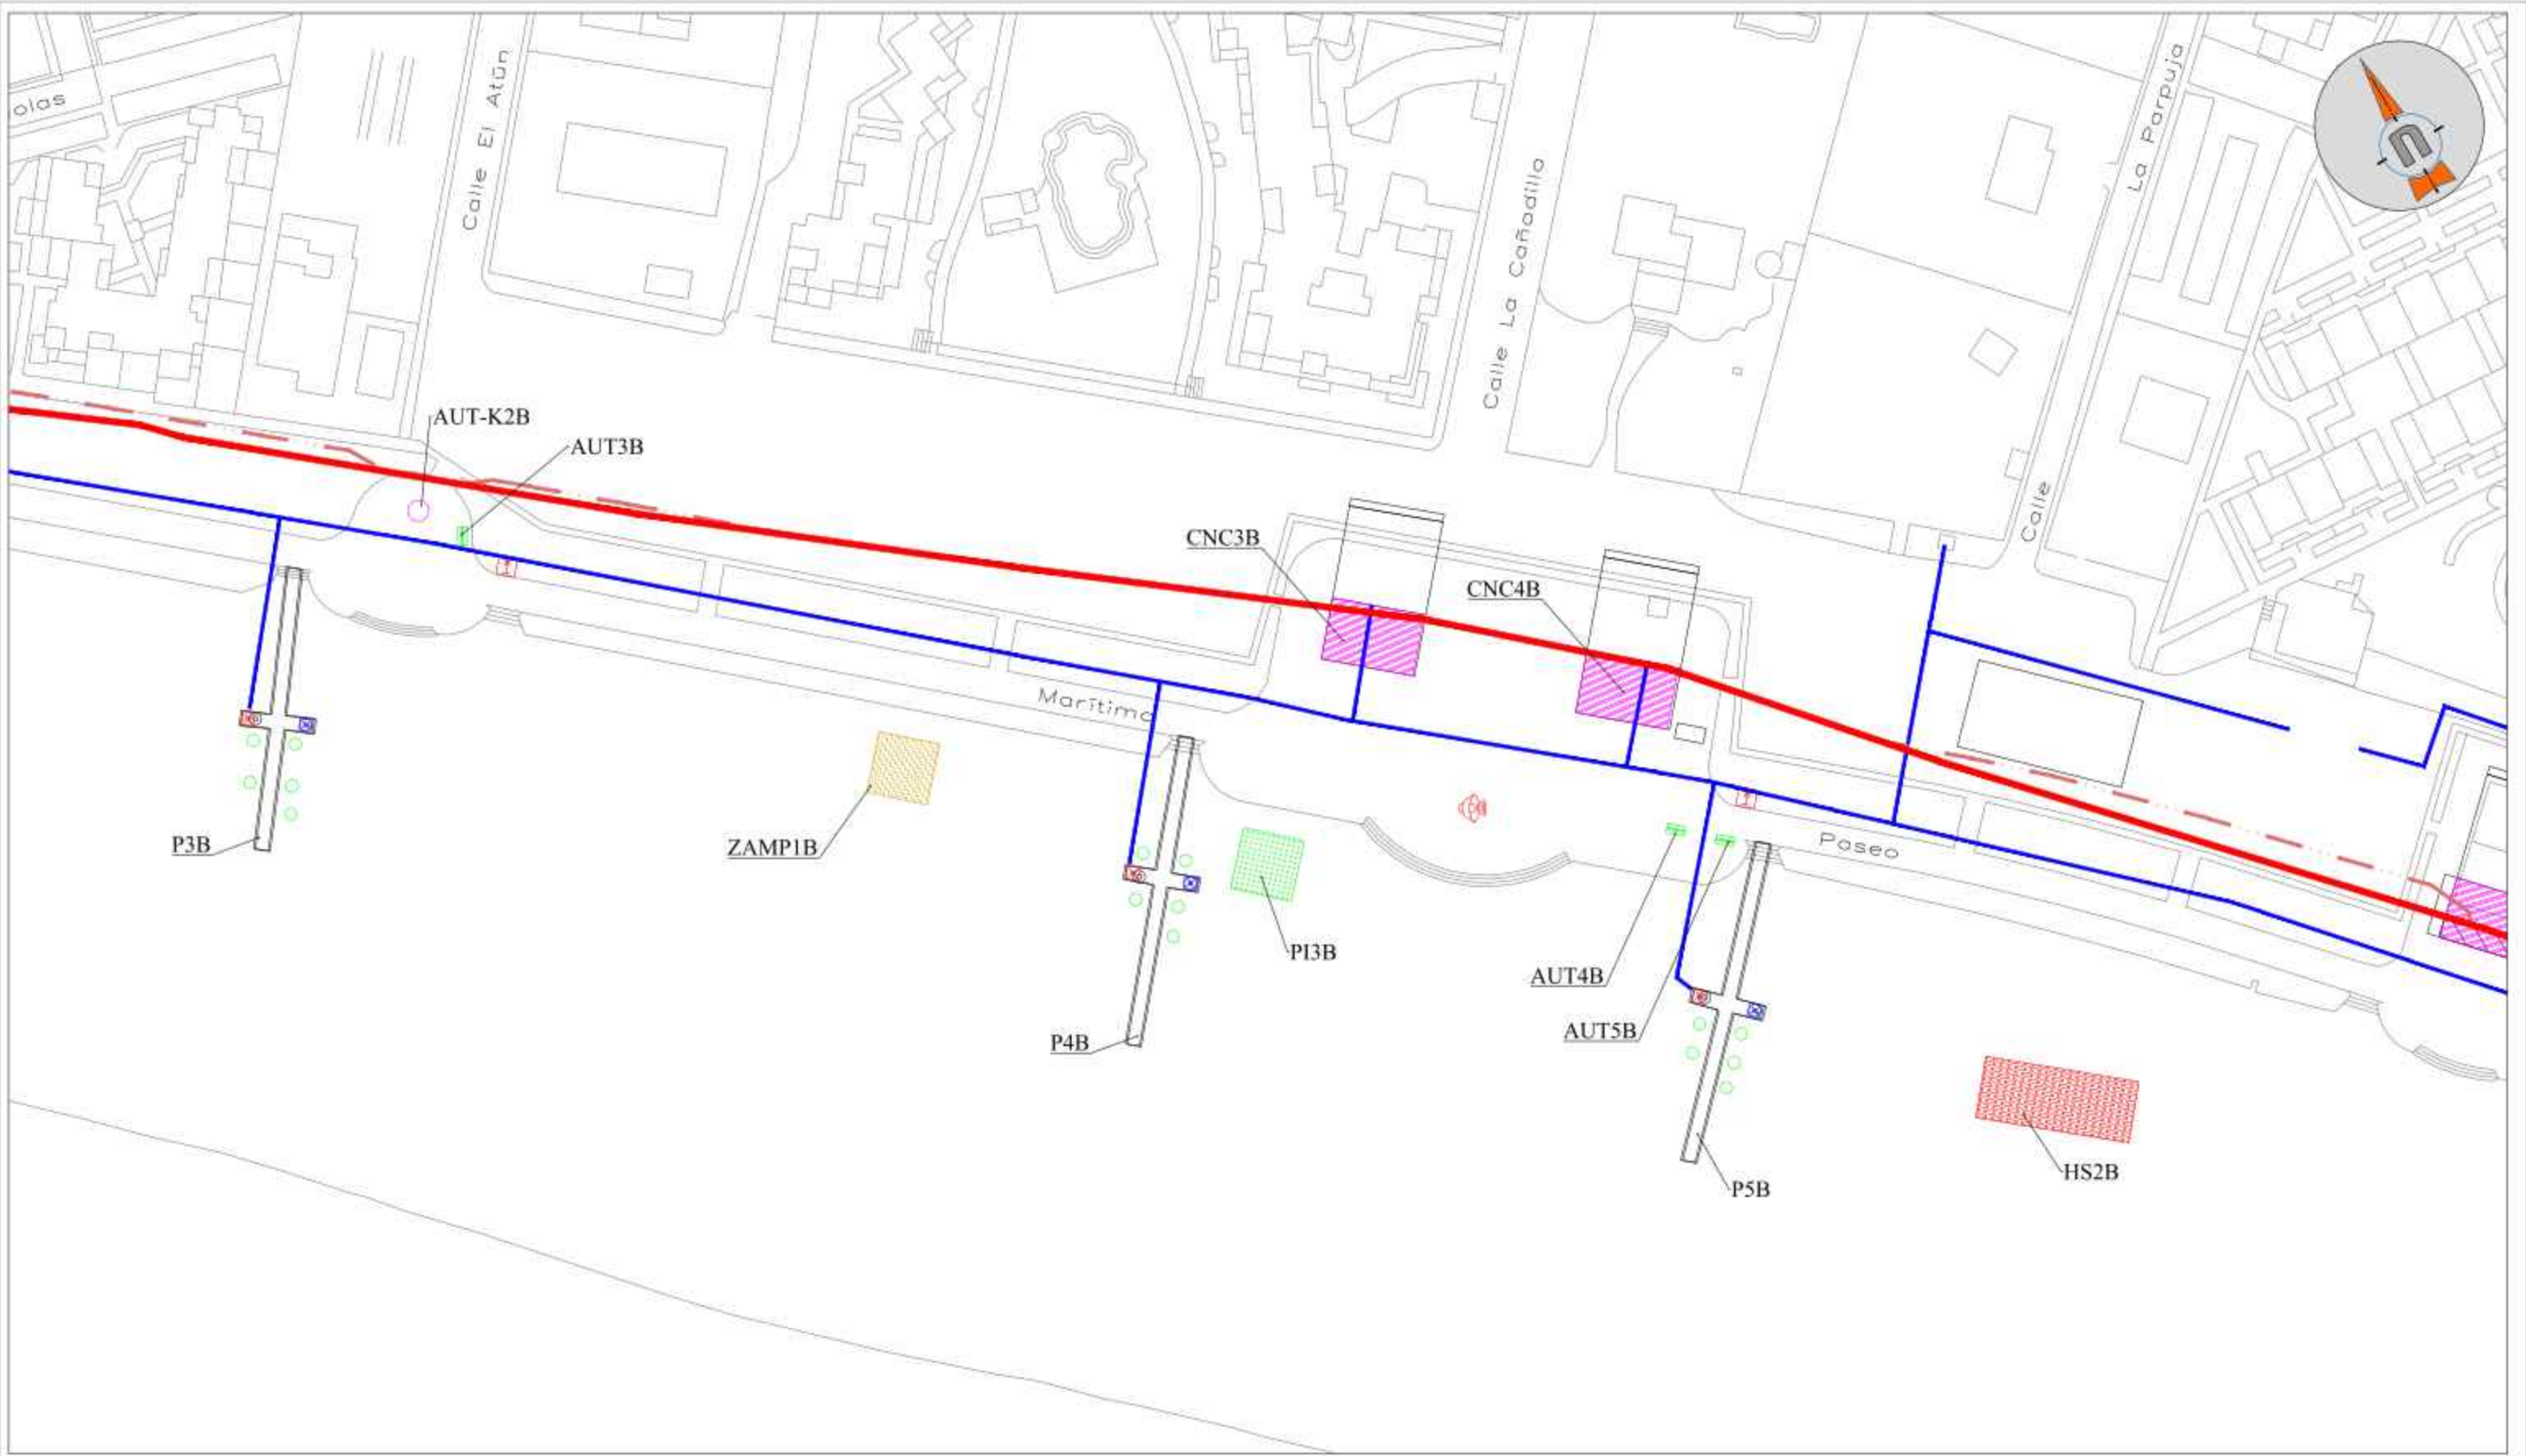 olas
Calle El Atún
Calle La Cañadilla
Calle La Parpuja
AUT-K2B
AUT3B
CNC3B
CNC4B
Marítimo
Paseo
P3B
ZAMP1B
PI3B
P4B
AUT4B
AUT5B
P5B
HS2B